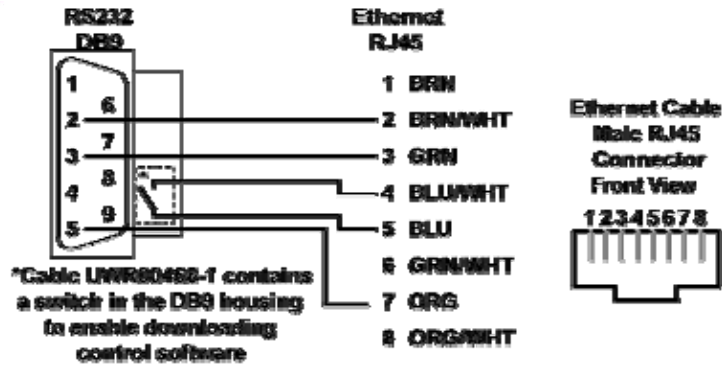 RS232
DB9
Ethernet
RJ45
1
2
3
4
5
6
7
8
9
1 BRN
2 BRN/WHT
3 GRN
4 BLU/WHT
5 BLU
6 GRN/WHT
7 ORG
8 ORG/WHT
*Cable contains
a switch in the DB9 housing
to enable downloading
control software
Ethernet Cable
Male RJ45
Connector
Front View
12345678